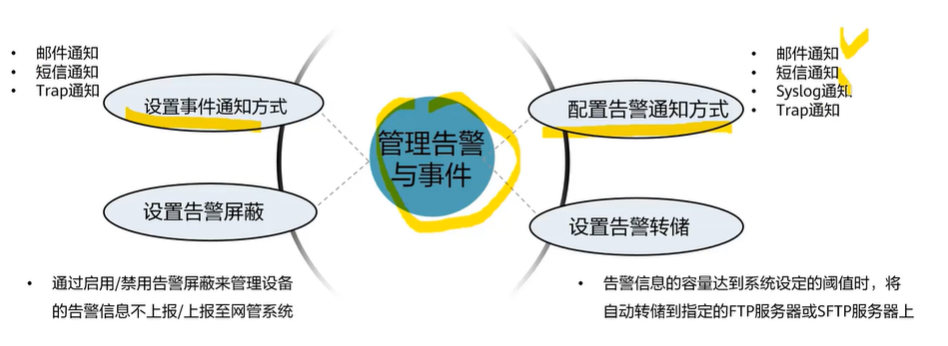 • 邮件通知
• 短信通知
• Trap通知
设置事件通知方式
设置告警屏蔽
• 通过启用/禁用告警屏蔽来管理设备
的告警信息不上报/上报至网管系统
管理告警
与事件
• 邮件通知
• 短信通知
• Syslog通知
• Trap通知
配置告警通知方式
设置告警转储
• 告警信息的容量达到系统设定的阈值时，将
自动转储到指定的FTP服务器或SFTP服务器上